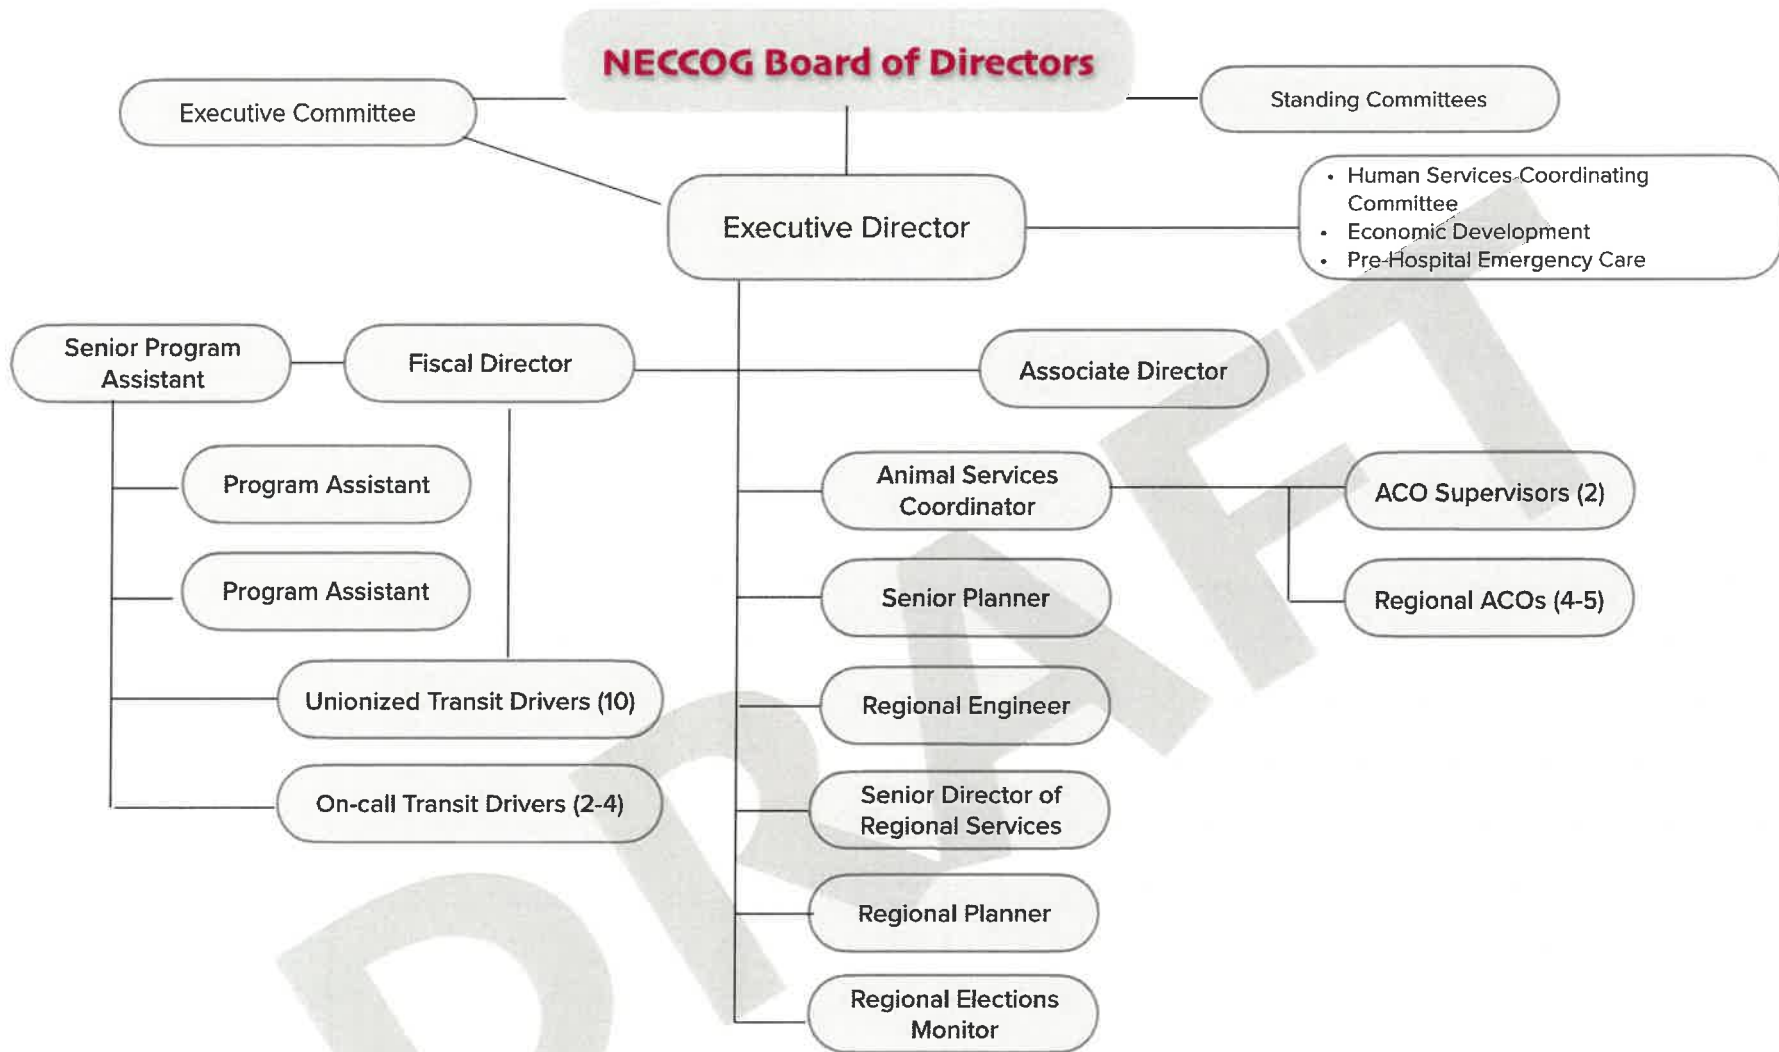 NECCOG Board of Directors
Executive Committee
Standing Committees
Executive Director
• Human Services Coordinating
Committee
• Economic Development
• Pre-Hospital Emergency Care
Senior Program
Assistant
Fiscal Director
Associate Director
Program Assistant
Program Assistant
Unionized Transit Drivers (10)
On-call Transit Drivers (2-4)
Animal Services
Coordinator
ACO Supervisors (2)
Senior Planner
Regional ACOs (4-5)
Regional Engineer
Senior Director of
Regional Services
Regional Planner
Regional Elections
Monitor
DRAFT